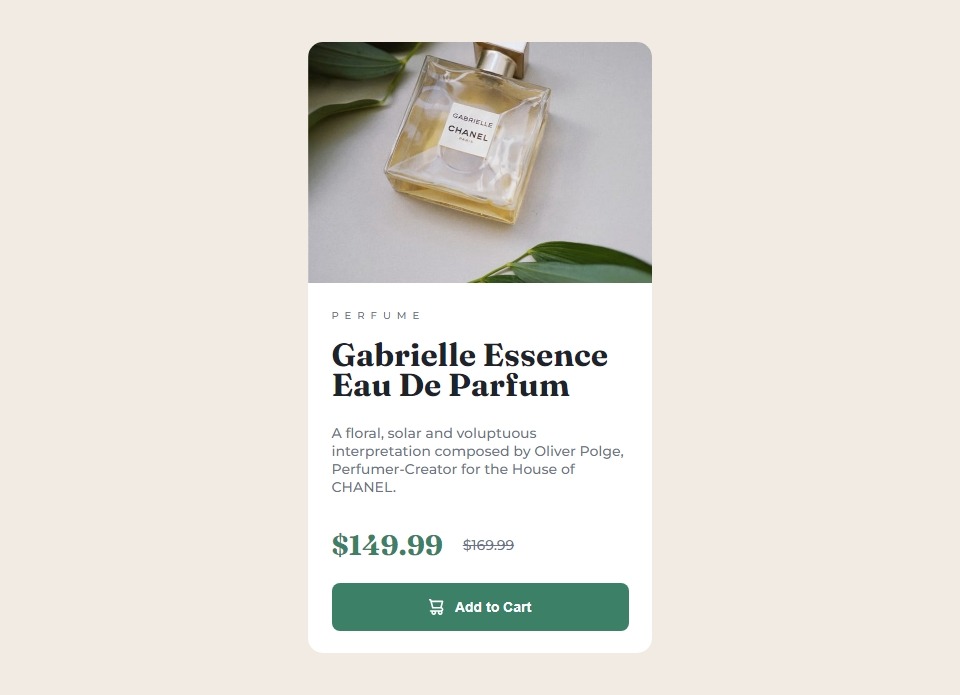 GABRIELLE
CHANEL
PARIS
PERFUME
Gabrielle Essence
Eau De Parfum
A floral, solar and voluptuous
interpretation composed by Oliver Polge,
Perfumer-Creator for the House of
CHANEL.
$149.99 $169.99
Add to Cart